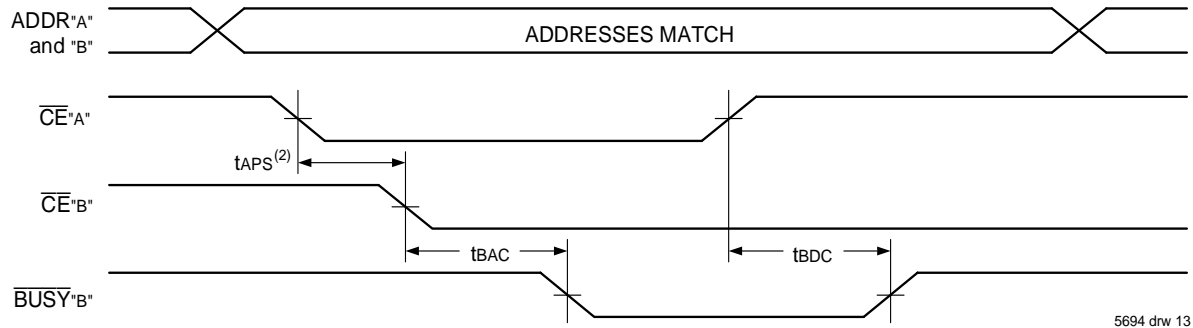 ADDR"A"
and "B"
ADDRESSES MATCH
CE"A"
tAPS(2)
CE"B"
tBAC
tBDC
BUSY"B"
5694 drw 13